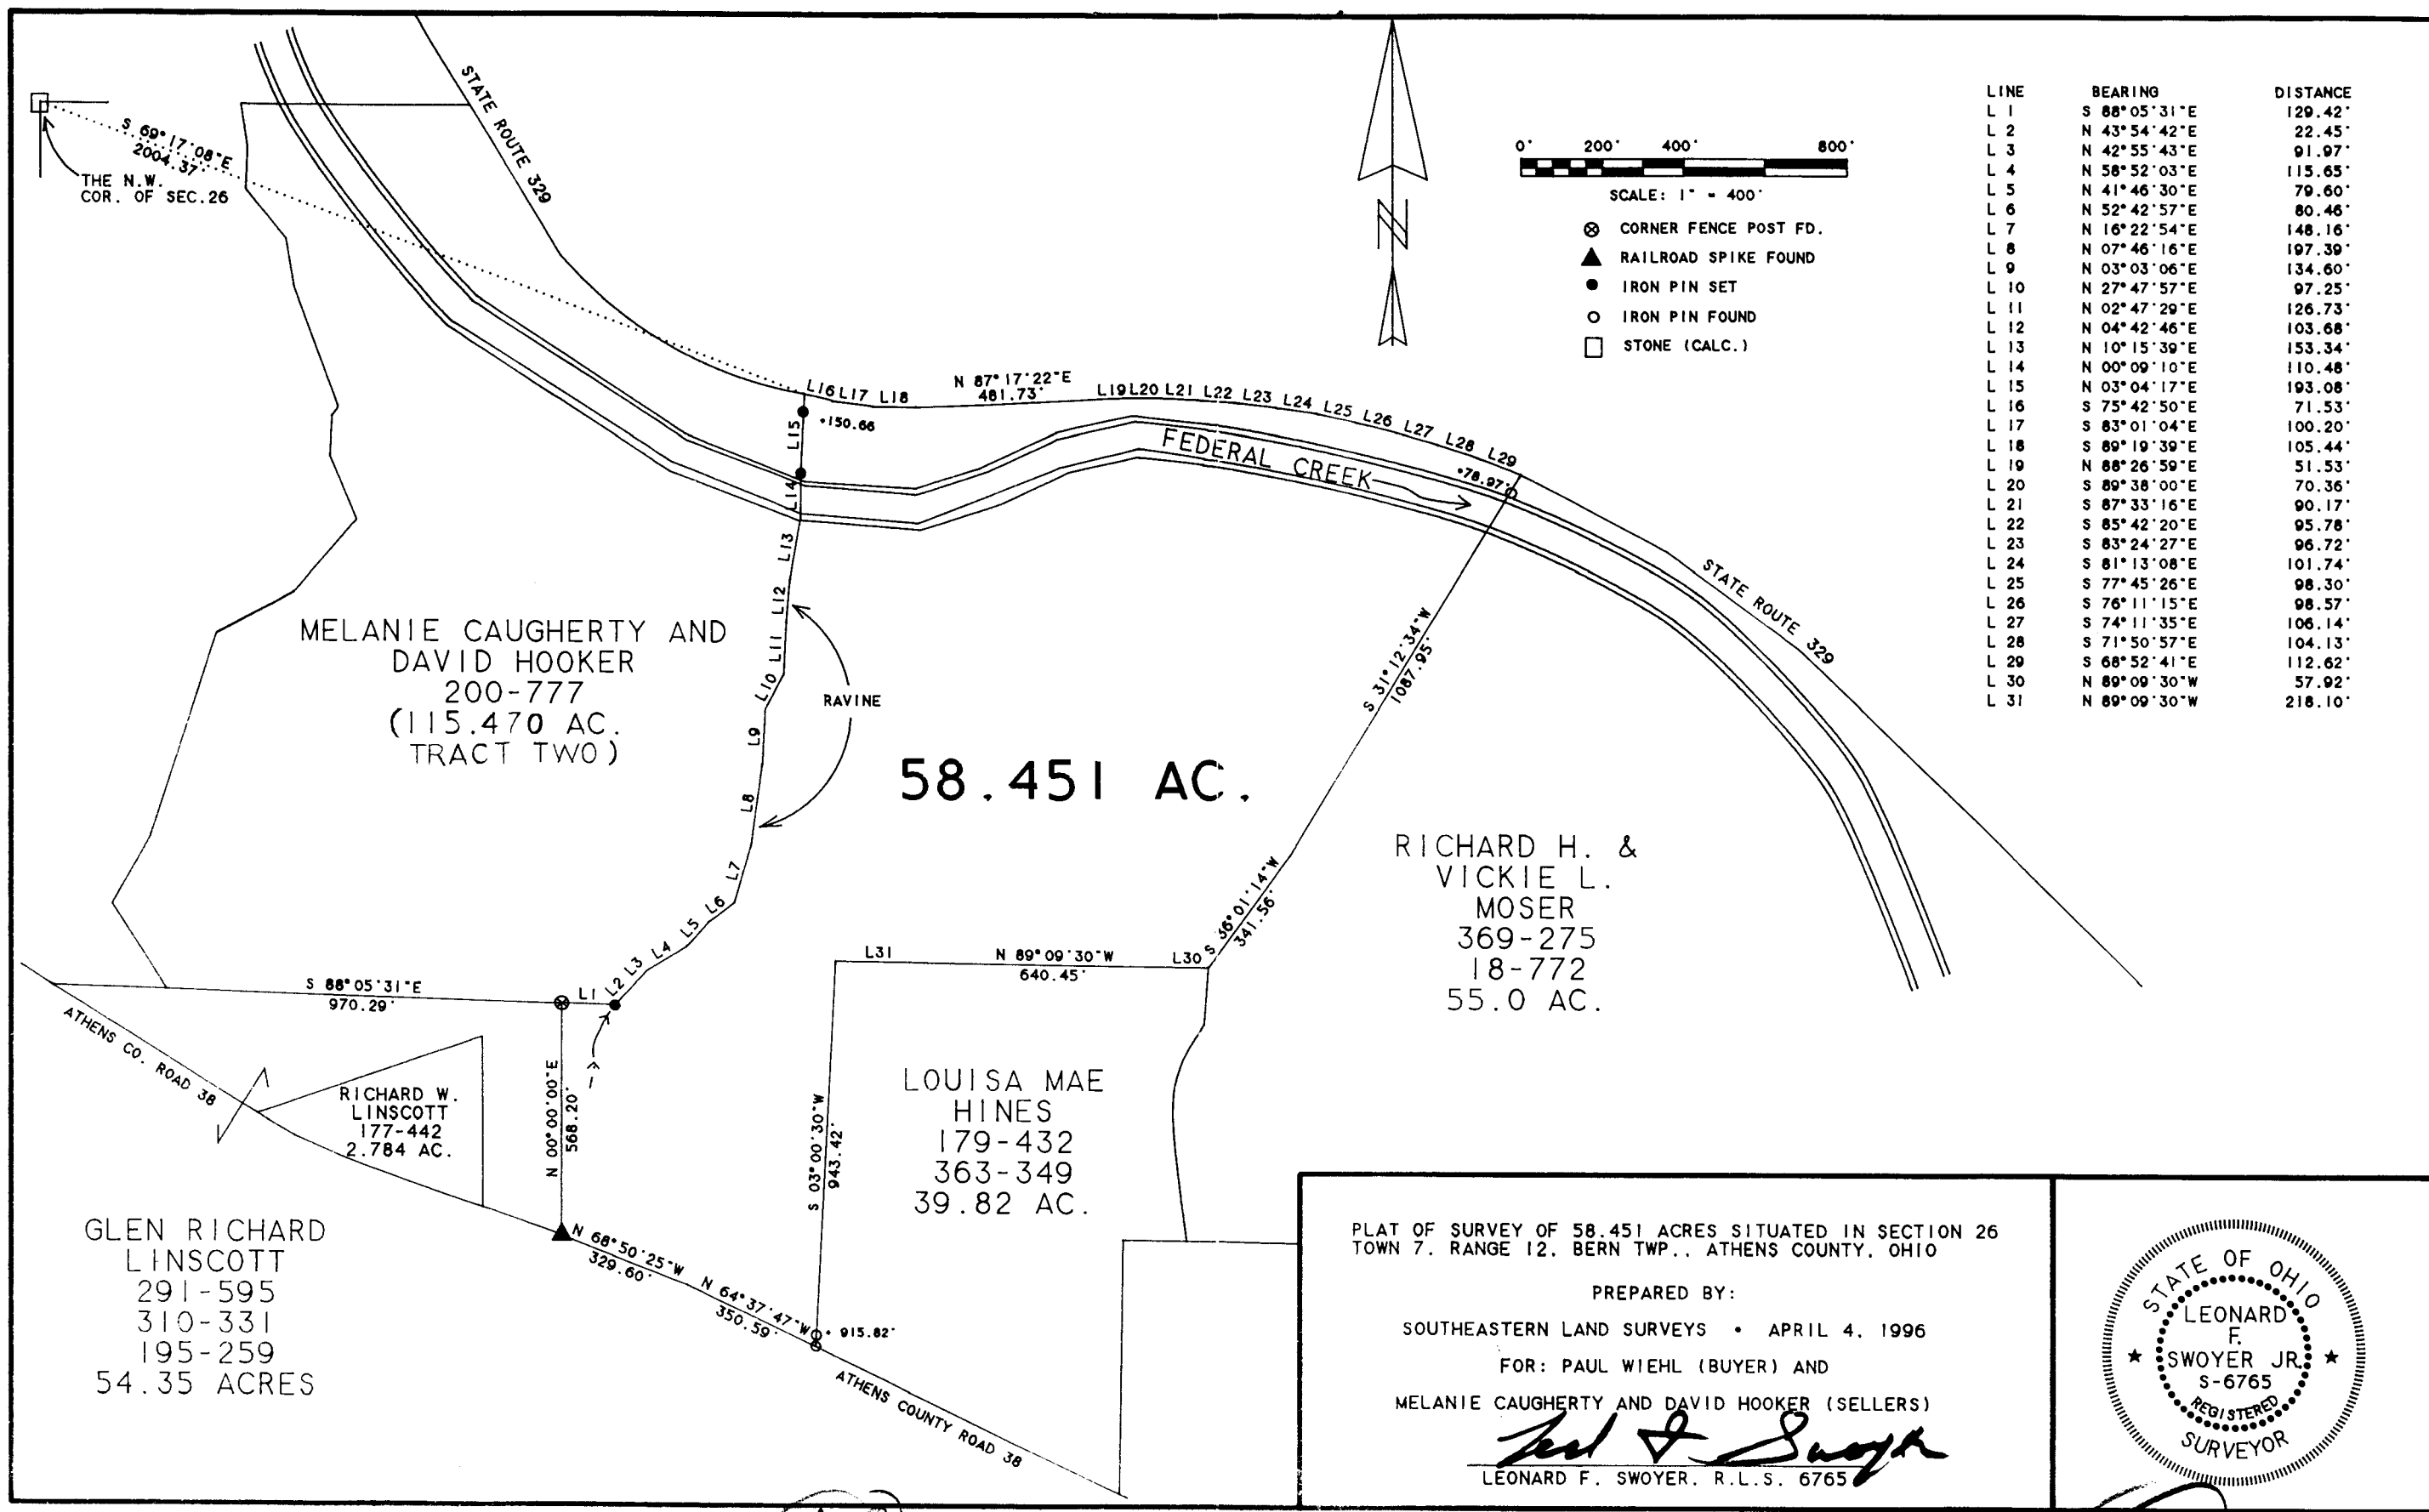 STATE ROUTE 329
S 69°17'08"E
2004.37'
THE N.W.
COR. OF SEC.26
0' 200' 400' 800'
SCALE: 1" = 400'
N
CORNER FENCE POST FD.
RAILROAD SPIKE FOUND
IRON PIN SET
IRON PIN FOUND
STONE (CALC.)
LINE BEARING DISTANCE
L 1 S 88°05'31"E 129.42'
L 2 N 43°54'42"E 22.45'
L 3 N 42°55'43"E 91.97'
L 4 N 58°52'03"E 115.65'
L 5 N 41°46'30"E 79.60'
L 6 N 52°42'57"E 80.46'
L 7 N 16°22'54"E 148.16'
L 8 N 07°46'16"E 197.39'
L 9 N 03°03'06"E 134.60'
L 10 N 27°47'57"E 97.25'
L 11 N 02°47'29"E 126.73'
L 12 N 04°42'46"E 103.68'
L 13 N 10°15'39"E 153.34'
L 14 N 00°09'10"E 110.48'
L 15 N 03°04'17"E 193.08'
L 16 S 75°42'50"E 71.53'
L 17 S 83°01'04"E 100.20'
L 18 S 89°19'39"E 105.44'
L 19 N 88°26'59"E 51.53'
L 20 S 89°38'00"E 70.36'
L 21 S 87°33'16"E 90.17'
L 22 S 85°42'20"E 95.78'
L 23 S 83°24'27"E 96.72'
L 24 S 81°13'08"E 101.74'
L 25 S 77°45'26"E 98.30'
L 26 S 76°11'15"E 98.57'
L 27 S 74°11'35"E 106.14'
L 28 S 71°50'57"E 104.13'
L 29 S 68°52'41"E 112.62'
L 30 N 89°09'30"W 57.92'
L 31 N 89°09'30"W 218.10'
L16 L17 L18
N 87°17'22"E
481.73'
L19 L20 L21 L22 L23 L24 L25 L26 L27 L28 L29
•150.66
•78.97'
L15
L14
L13
L12
L11
L10
L9
L8
L7
L6
L5
L4
L3
L2
L1
FEDERAL CREEK
STATE ROUTE 329
S 31°12'34"W
1087.95'
MELANIE CAUGHERTY AND
DAVID HOOKER
200-777
(115.470 AC.
TRACT TWO)
RAVINE
58.451 AC.
RICHARD H. &
VICKIE L.
MOSER
369-275
18-772
55.0 AC.
S 36°01'14"W
341.56'
L31
N 89°09'30"W
640.45'
L30
S 88°05'31"E
970.29'
ATHENS CO. ROAD 38
RICHARD W.
LINSCOTT
177-442
2.784 AC.
N 00°00'00"E
568.20'
S 03°00'30"W
943.42'
LOUISA MAE
HINES
179-432
363-349
39.82 AC.
GLEN RICHARD
LINSCOTT
291-595
310-331
195-259
54.35 ACRES
N 68°50'25"W
329.60'
N 64°37'47"W
350.59'
• 915.82'
ATHENS COUNTY ROAD 38
PLAT OF SURVEY OF 58.451 ACRES SITUATED IN SECTION 26
TOWN 7, RANGE 12, BERN TWP., ATHENS COUNTY, OHIO
PREPARED BY:
SOUTHEASTERN LAND SURVEYS • APRIL 4, 1996
FOR: PAUL WIEHL (BUYER) AND
MELANIE CAUGHERTY AND DAVID HOOKER (SELLERS)
LEONARD F. SWOYER, R.L.S. 6765
STATE OF OHIO
LEONARD
F.
SWOYER JR.
S-6765
REGISTERED
SURVEYOR